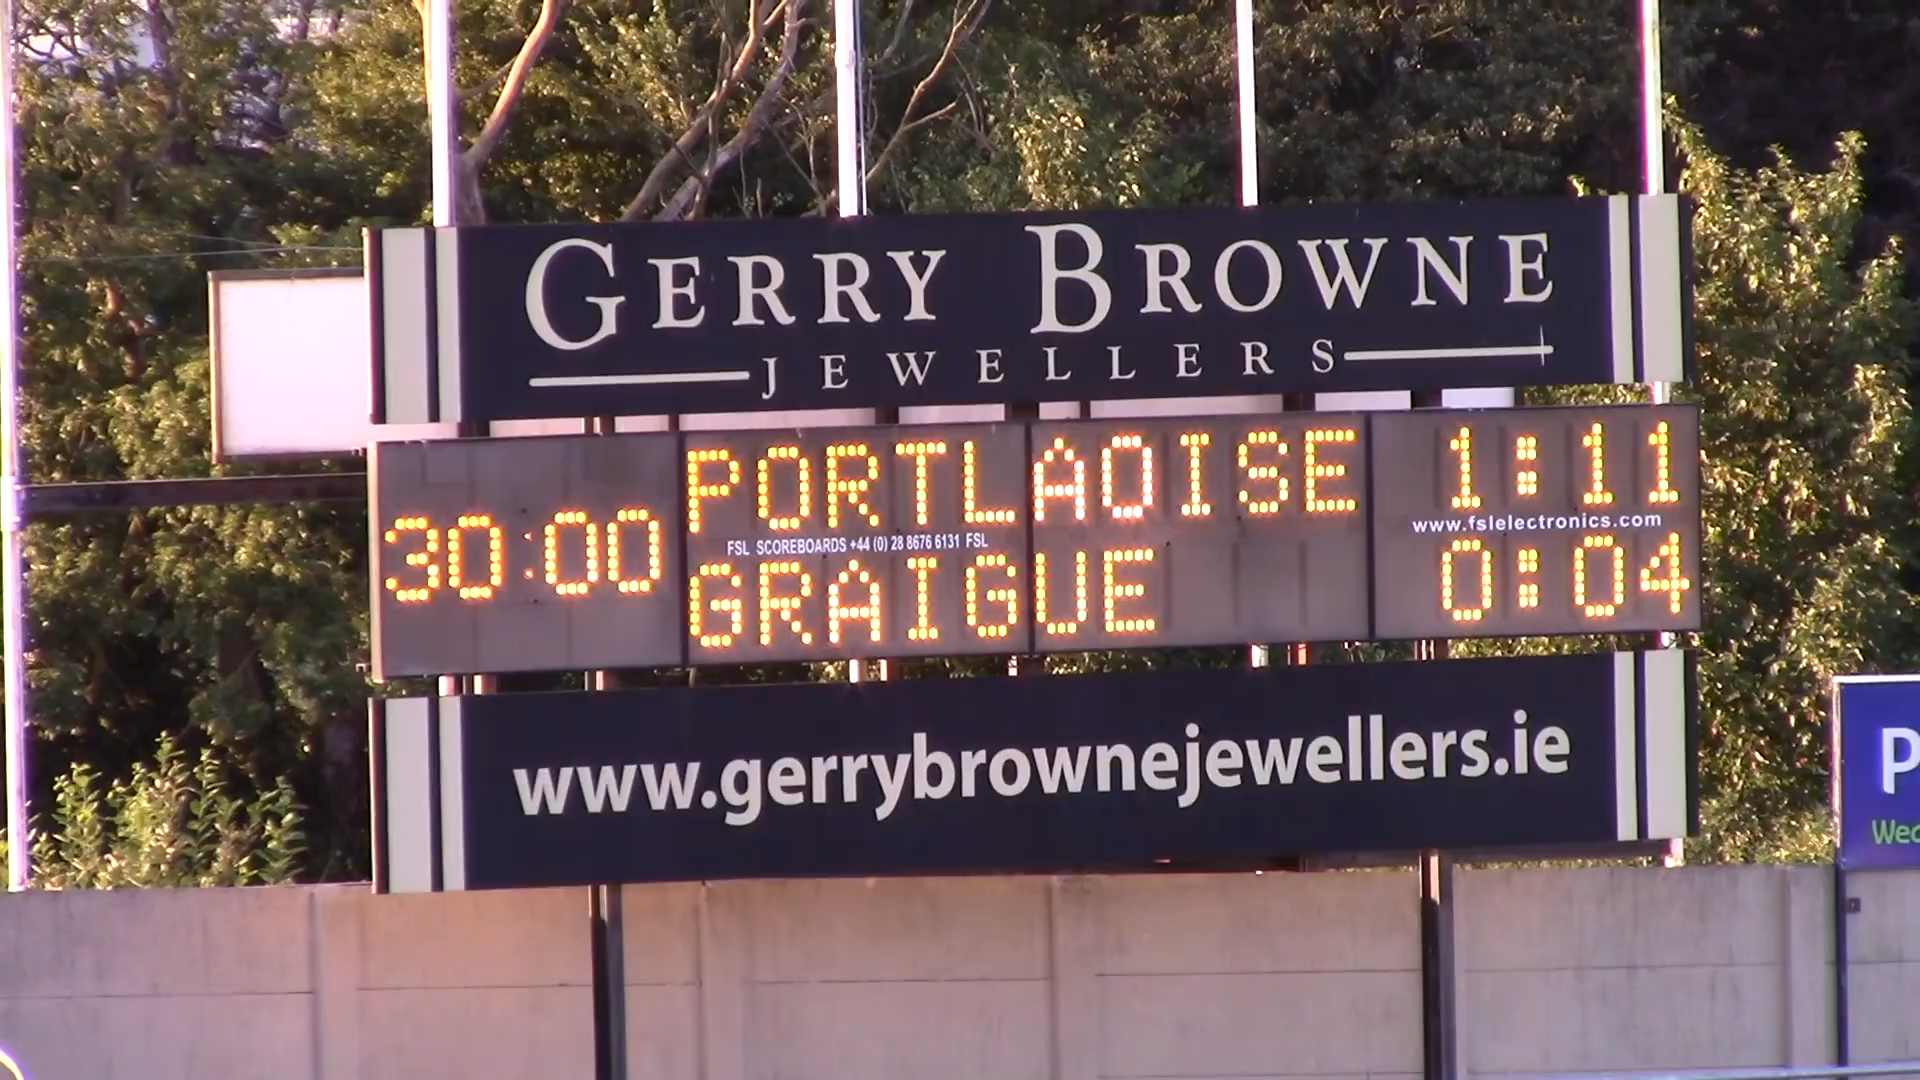 GERRY BROWNE
JEWELLERS
30:00
PORTLAOISE 1:11
FSL SCOREBOARDS +44 (0) 28 8676 6131 FSL
www.fslelectronics.com
GRAIGUE 0:04
www.gerrybrownejewellers.ie